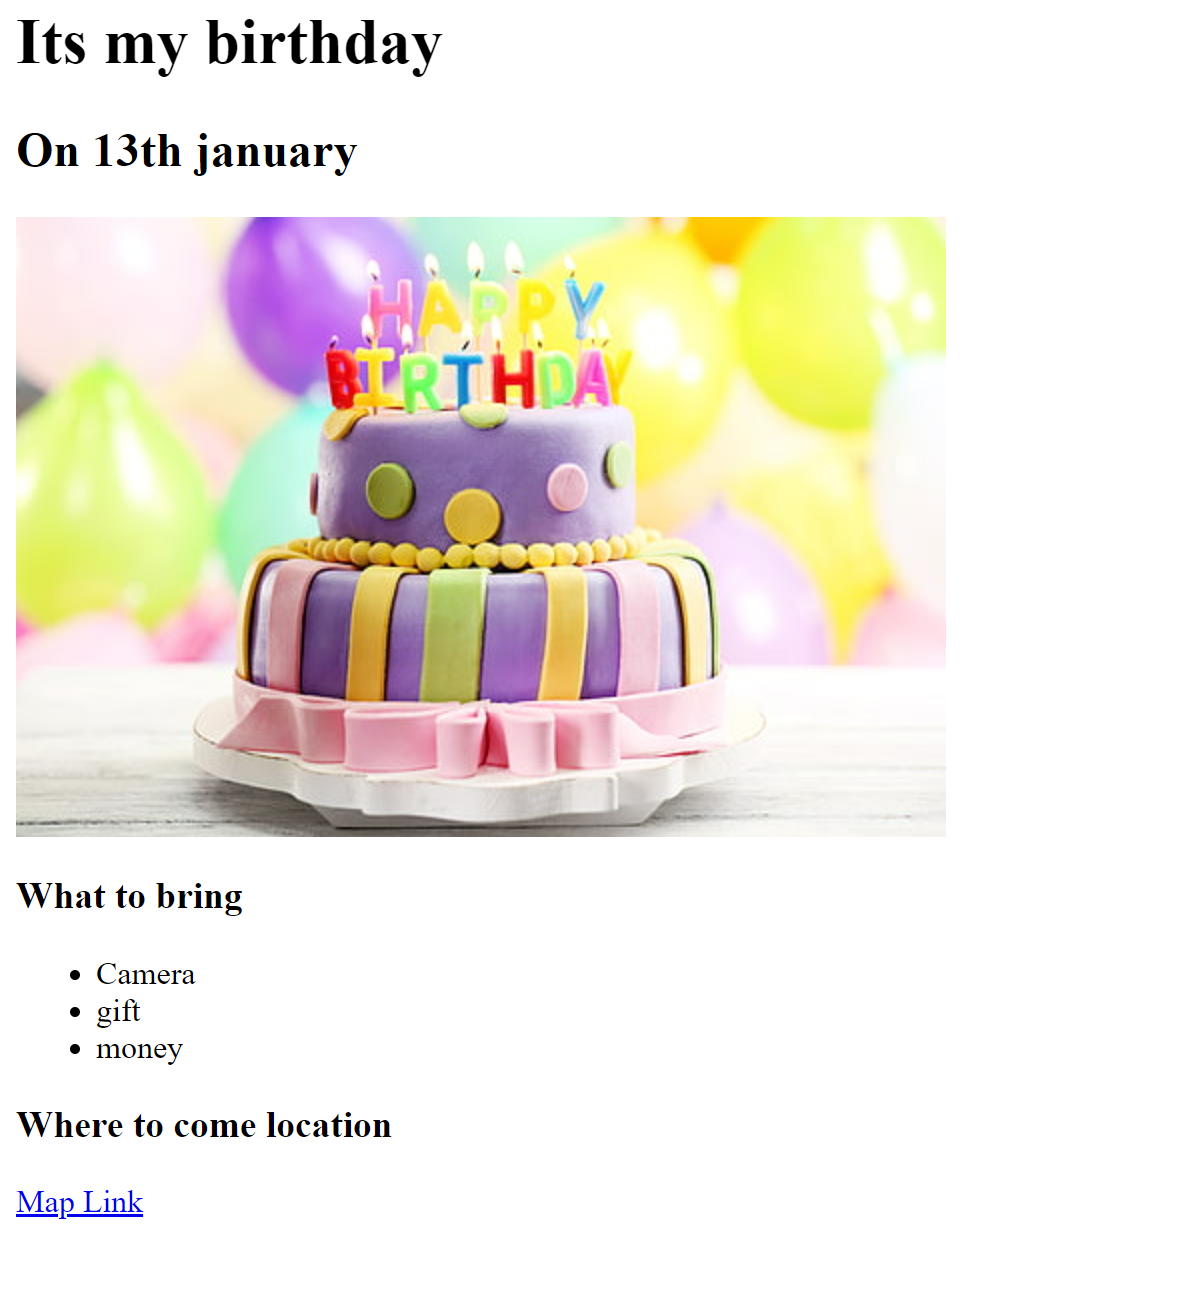 Its my birthday
On 13th january
HAPPY
BIRTHDAY
What to bring
Camera
gift
money
Where to come location
Map Link